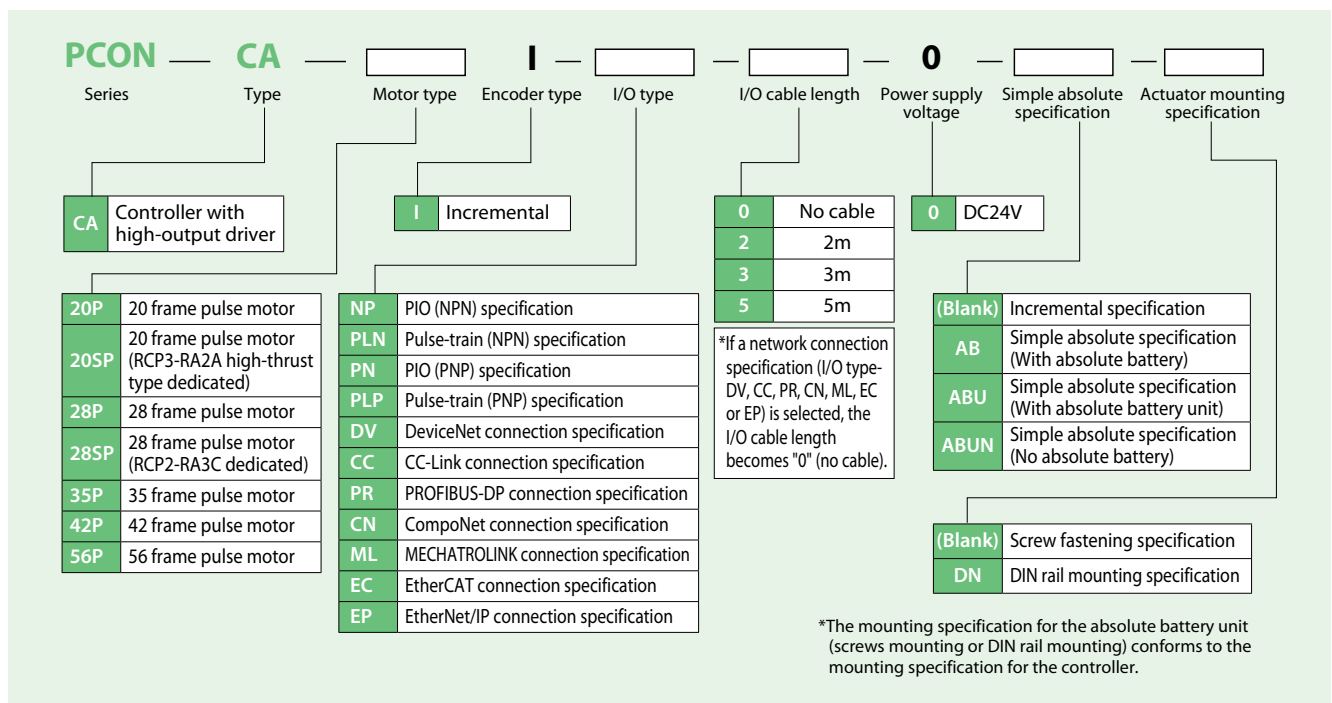 PCON — CA — I — — — 0 — —
Series Type Motor type Encoder type I/O type I/O cable length Power supply voltage Simple absolute specification Actuator mounting specification
CA Controller with
high-output driver
I Incremental
0 No cable
2 2m
3 3m
5 5m
0 DC24V
20P 20 frame pulse motor
20SP 20 frame pulse motor
(RCP3-RA2A high-thrust
type dedicated)
28P 28 frame pulse motor
28SP 28 frame pulse motor
(RCP2-RA3C dedicated)
35P 35 frame pulse motor
42P 42 frame pulse motor
56P 56 frame pulse motor
NP PIO (NPN) specification
PLN Pulse-train (NPN) specification
PN PIO (PNP) specification
PLP Pulse-train (PNP) specification
DV DeviceNet connection specification
CC CC-Link connection specification
PR PROFIBUS-DP connection specification
CN CompoNet connection specification
ML MECHATROLINK connection specification
EC EtherCAT connection specification
EP EtherNet/IP connection specification
*If a network connection
specification (I/O type-
DV, CC, PR, CN, ML, EC
or EP) is selected, the
I/O cable length
becomes "0" (no cable).
(Blank) Incremental specification
AB Simple absolute specification
(With absolute battery)
ABU Simple absolute specification
(With absolute battery unit)
ABUN Simple absolute specification
(No absolute battery)
(Blank) Screw fastening specification
DN DIN rail mounting specification
*The mounting specification for the absolute battery unit
(screws mounting or DIN rail mounting) conforms to the
mounting specification for the controller.